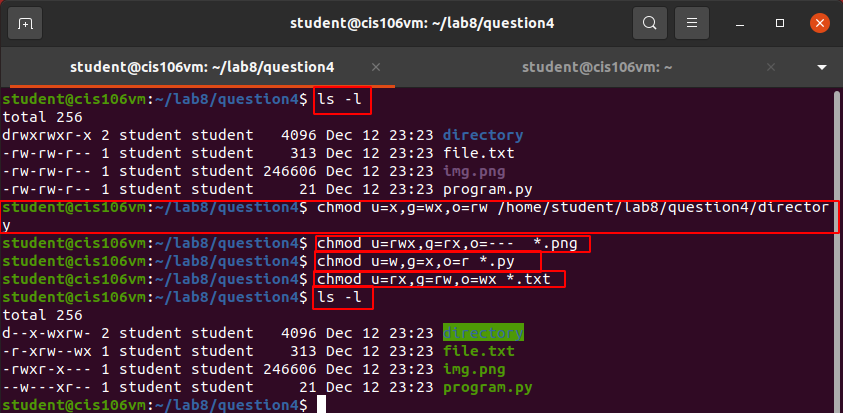 student@cis106vm: ~/lab8/question4
student@cis106vm: ~/lab8/question4 × student@cis106vm: ~ ×
student@cis106vm:~/lab8/question4$ ls -l
total 256
drwxrwxr-x 2 student student   4096 Dec 12 23:23 directory
-rw-rw-r-- 1 student student    313 Dec 12 23:23 file.txt
-rw-rw-r-- 1 student student 246606 Dec 12 23:23 img.png
-rw-rw-r-- 1 student student     21 Dec 12 23:23 program.py
student@cis106vm:~/lab8/question4$ chmod u=x,g=wx,o=rw /home/student/lab8/question4/director
y
student@cis106vm:~/lab8/question4$ chmod u=rwx,g=rx,o=---  *.png
student@cis106vm:~/lab8/question4$ chmod u=w,g=x,o=r *.py
student@cis106vm:~/lab8/question4$ chmod u=rx,g=rw,o=wx *.txt
student@cis106vm:~/lab8/question4$ ls -l
total 256
d--x-wxrw- 2 student student   4096 Dec 12 23:23 directory
-r-xrw--wx 1 student student    313 Dec 12 23:23 file.txt
-rwxr-x--- 1 student student 246606 Dec 12 23:23 img.png
--w---xr-- 1 student student     21 Dec 12 23:23 program.py
student@cis106vm:~/lab8/question4$